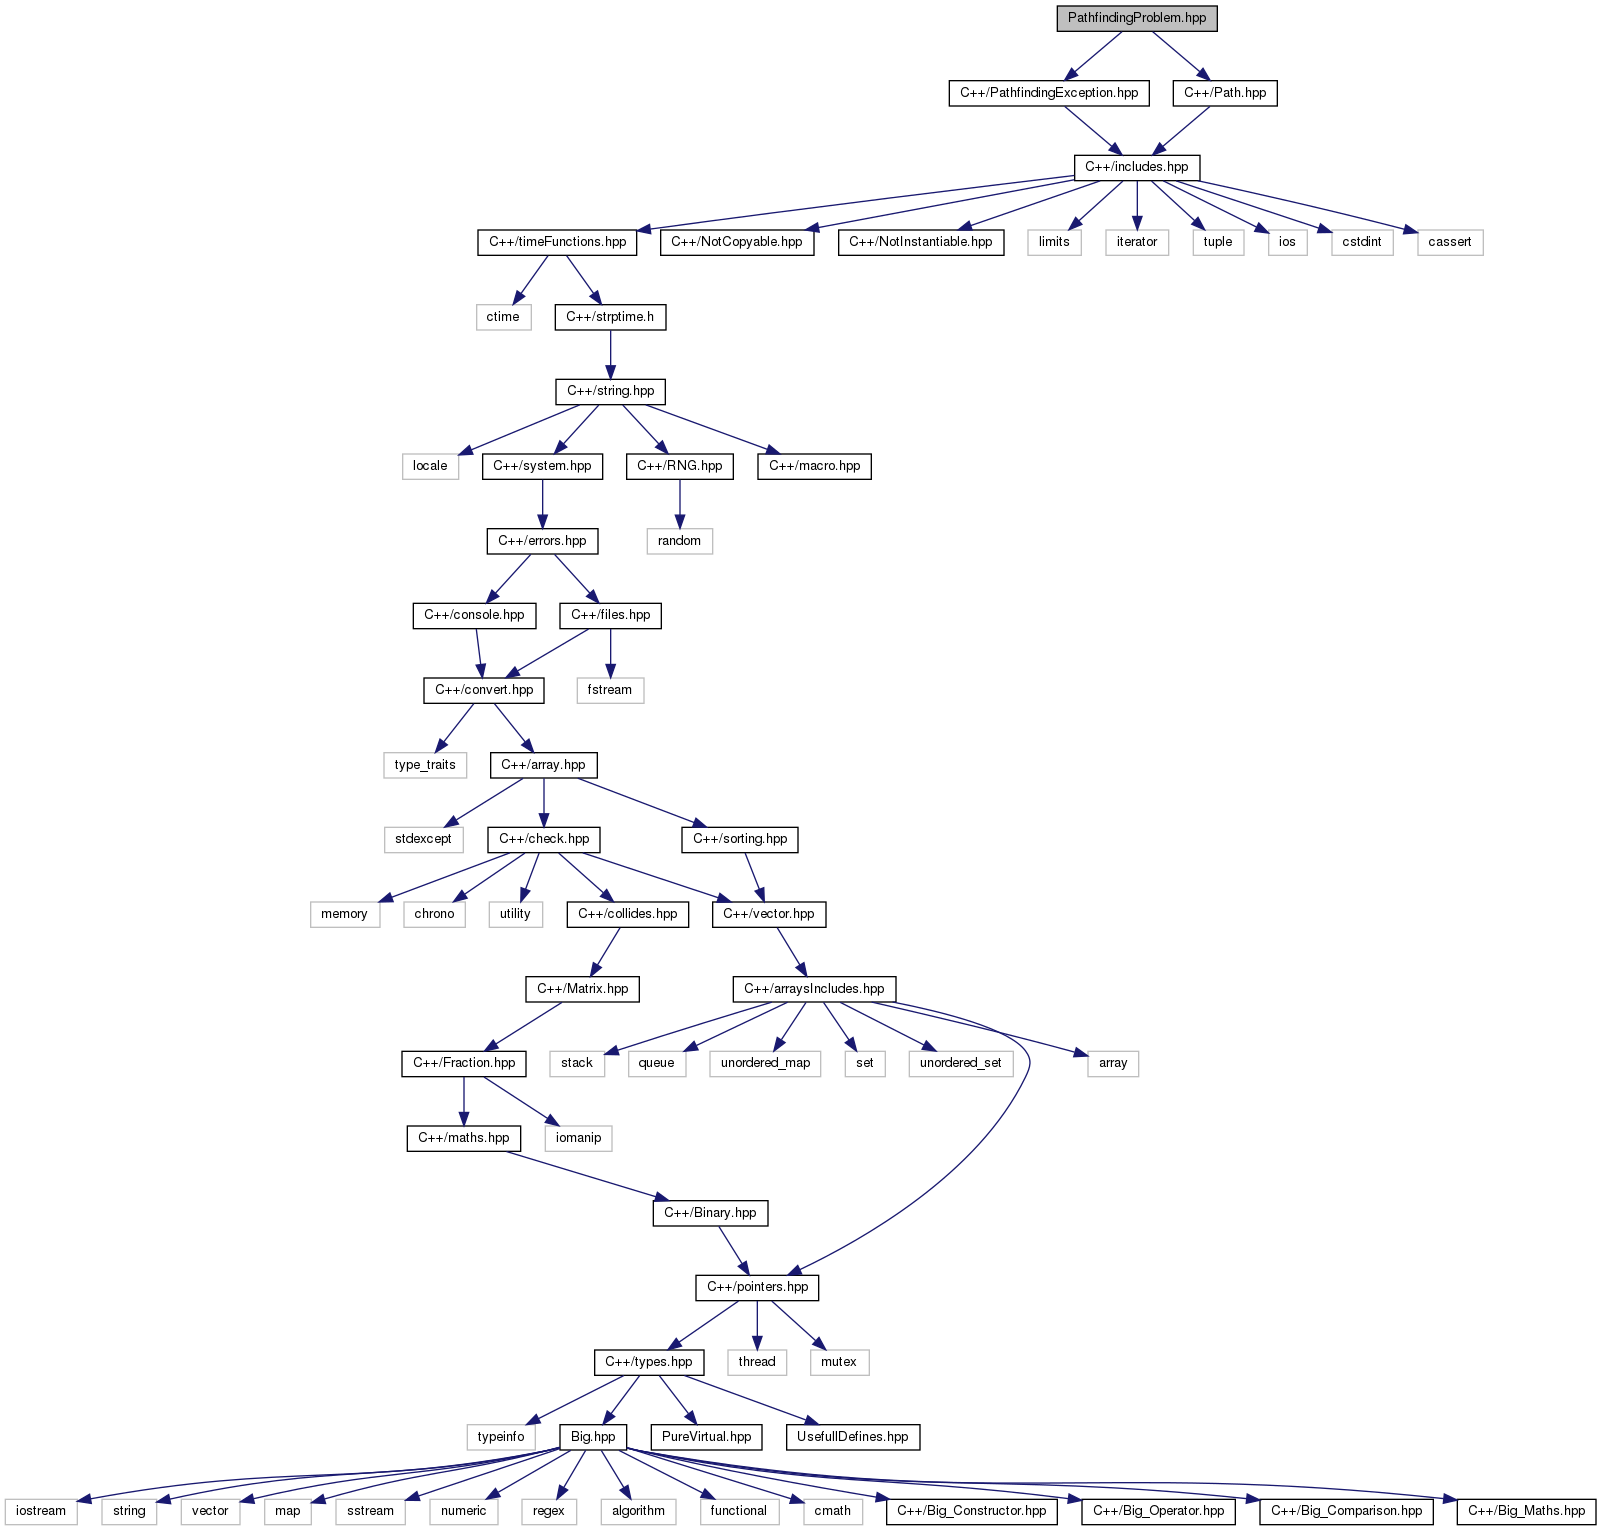 PathfindingProblem.hpp
C++/PathfindingException.hpp
C++/Path.hpp
C++/includes.hpp
C++/timeFunctions.hpp
C++/NotCopyable.hpp
C++/NotInstantiable.hpp
limits
iterator
tuple
ios
cstdint
cassert
ctime
C++/strptime.h
C++/string.hpp
locale
C++/system.hpp
C++/RNG.hpp
C++/macro.hpp
C++/errors.hpp
random
C++/console.hpp
C++/files.hpp
C++/convert.hpp
fstream
type_traits
C++/array.hpp
stdexcept
C++/check.hpp
C++/sorting.hpp
memory
chrono
utility
C++/collides.hpp
C++/vector.hpp
C++/Matrix.hpp
C++/arraysIncludes.hpp
C++/Fraction.hpp
stack
queue
unordered_map
set
unordered_set
array
C++/maths.hpp
iomanip
C++/Binary.hpp
C++/pointers.hpp
C++/types.hpp
thread
mutex
typeinfo
Big.hpp
PureVirtual.hpp
UsefullDefines.hpp
iostream
string
vector
map
sstream
numeric
regex
algorithm
functional
cmath
C++/Big_Constructor.hpp
C++/Big_Operator.hpp
C++/Big_Comparison.hpp
C++/Big_Maths.hpp